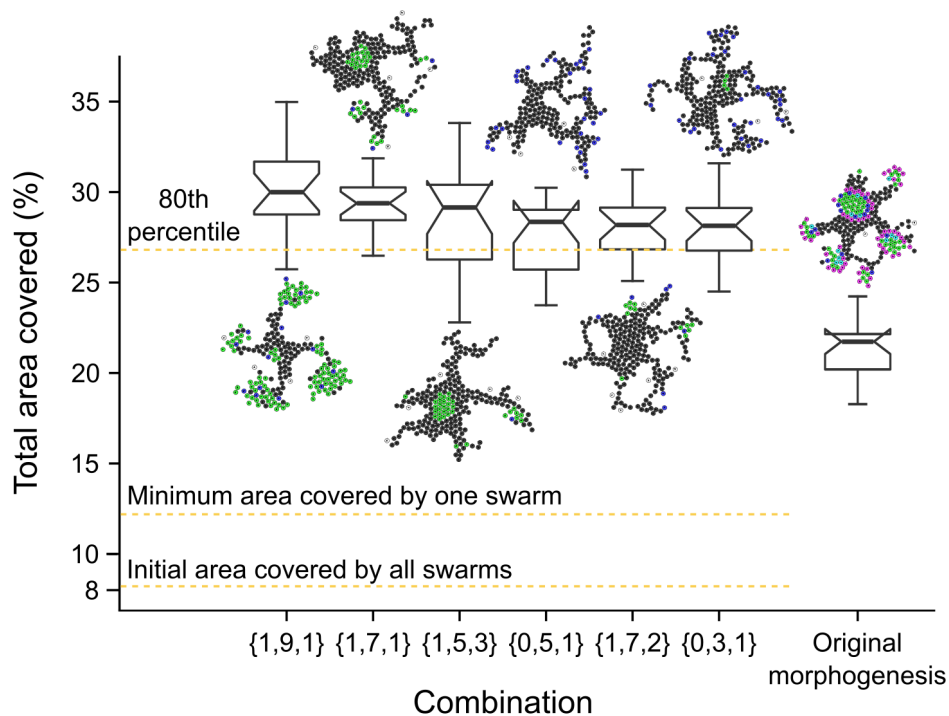 Total area covered (%)
35
30
25
20
15
10
8
80th
percentile
Minimum area covered by one swarm
Initial area covered by all swarms
{1,9,1} {1,7,1} {1,5,3} {0,5,1} {1,7,2} {0,3,1} Original
morphogenesis
Combination